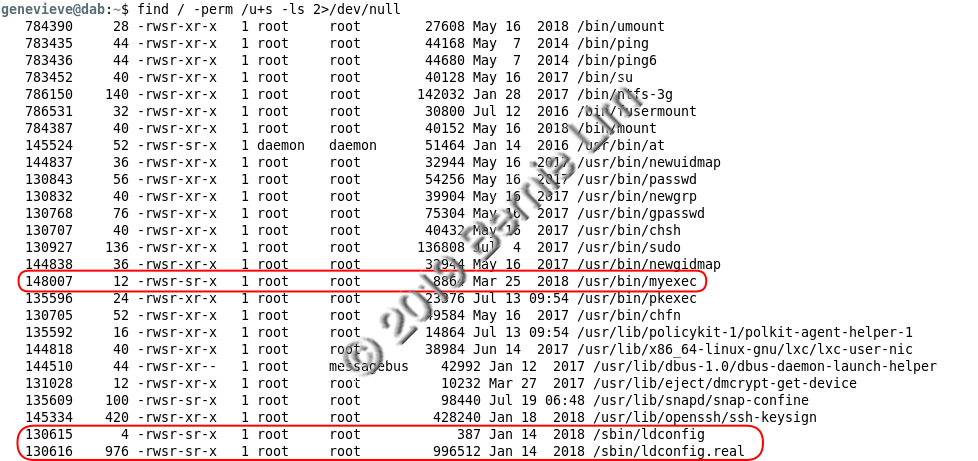 genevieve@dab:~$ find / -perm /u+s -ls 2>/dev/null
784390 28 -rwsr-xr-x 1 root root 27608 May 16 2018 /bin/umount
783435 44 -rwsr-xr-x 1 root root 44168 May 7 2014 /bin/ping
783436 44 -rwsr-xr-x 1 root root 44680 May 7 2014 /bin/ping6
783452 40 -rwsr-xr-x 1 root root 40128 May 16 2017 /bin/su
786150 140 -rwsr-xr-x 1 root root 142032 Jan 28 2017 /bin/ntfs-3g
786531 32 -rwsr-xr-x 1 root root 30800 Jul 12 2016 /bin/fusermount
784387 40 -rwsr-xr-x 1 root root 40152 May 16 2018 /bin/mount
145524 52 -rwsr-sr-x 1 daemon daemon 51464 Jan 14 2016 /usr/bin/at
144837 36 -rwsr-xr-x 1 root root 32944 May 16 2017 /usr/bin/newuidmap
130843 56 -rwsr-xr-x 1 root root 54256 May 16 2017 /usr/bin/passwd
130832 40 -rwsr-xr-x 1 root root 39904 May 16 2017 /usr/bin/newgrp
130768 76 -rwsr-xr-x 1 root root 75304 May 16 2017 /usr/bin/gpasswd
130707 40 -rwsr-xr-x 1 root root 40432 May 16 2017 /usr/bin/chsh
130927 136 -rwsr-xr-x 1 root root 136808 Jul 4 2017 /usr/bin/sudo
144838 36 -rwsr-xr-x 1 root root 32944 May 16 2017 /usr/bin/newgidmap
148007 12 -rwsr-sr-x 1 root root Mar 25 2018 /usr/bin/myexec
135596 24 -rwsr-xr-x 1 root root 23376 Jul 13 09:54 /usr/bin/pkexec
130705 52 -rwsr-xr-x 1 root root 49584 May 16 2017 /usr/bin/chfn
135592 16 -rwsr-xr-x 1 root root 14864 Jul 13 09:54 /usr/lib/policykit-1/polkit-agent-helper-1
144818 40 -rwsr-xr-x 1 root root 38984 Jun 14 2017 /usr/lib/x86_64-linux-gnu/lxc/lxc-user-nic
144510 44 -rwsr-xr-- 1 root messagebus 42992 Jan 12 2017 /usr/lib/dbus-1.0/dbus-daemon-launch-helper
131028 12 -rwsr-xr-x 1 root root 10232 Mar 27 2017 /usr/lib/eject/dmcrypt-get-device
135609 100 -rwsr-sr-x 1 root root 98440 Jul 19 06:48 /usr/lib/snapd/snap-confine
145334 420 -rwsr-xr-x 1 root root 428240 Jan 18 2018 /usr/lib/openssh/ssh-keysign
130615 4 -rwsr-sr-x 1 root root 387 Jan 14 2018 /sbin/ldconfig
130616 976 -rwsr-sr-x 1 root root 996512 Jan 14 2018 /sbin/ldconfig.real
© 2019 Barnie Lim